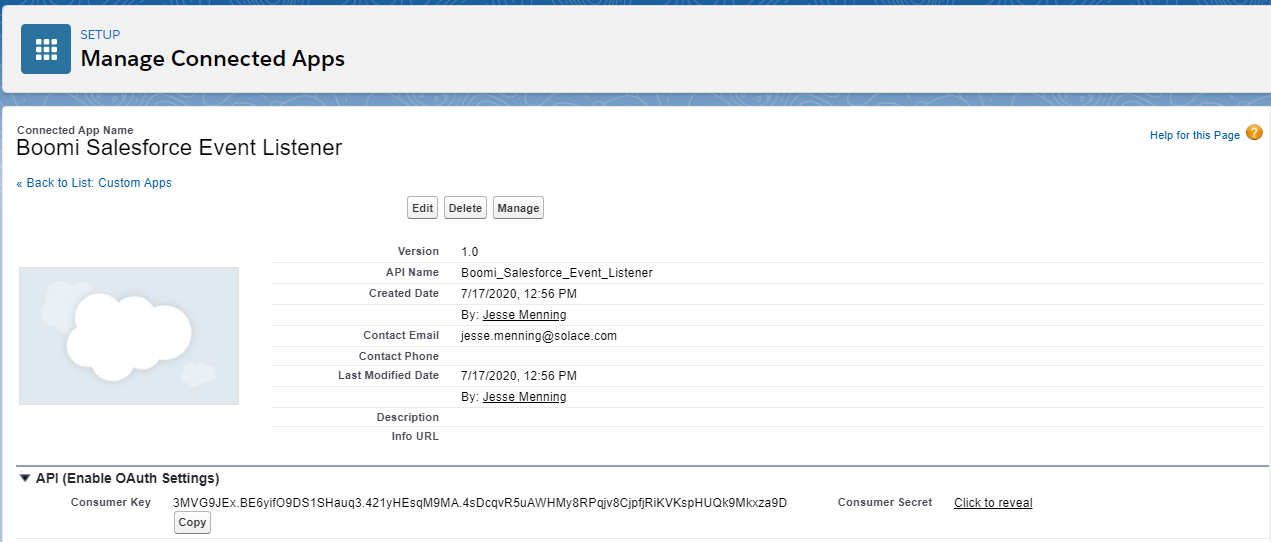 SETUP
Manage Connected Apps
Connected App Name
Boomi Salesforce Event Listener
Help for this Page ?
« Back to List: Custom Apps
Edit Delete Manage
Version 1.0
API Name Boomi_Salesforce_Event_Listener
Created Date 7/17/2020, 12:56 PM
By: Jesse Menning
Contact Email jesse.menning@solace.com
Contact Phone
Last Modified Date 7/17/2020, 12:56 PM
By: Jesse Menning
Description
Info URL
API (Enable OAuth Settings)
Consumer Key 3MVG9JEx.BE6yifO9DS1SHauq3.421yHEsqM9MA.4sDcqvR5uAWHMy8RPqjv8CjpfjRiKVKspHUQk9Mkxza9D Consumer Secret Click to reveal
Copy